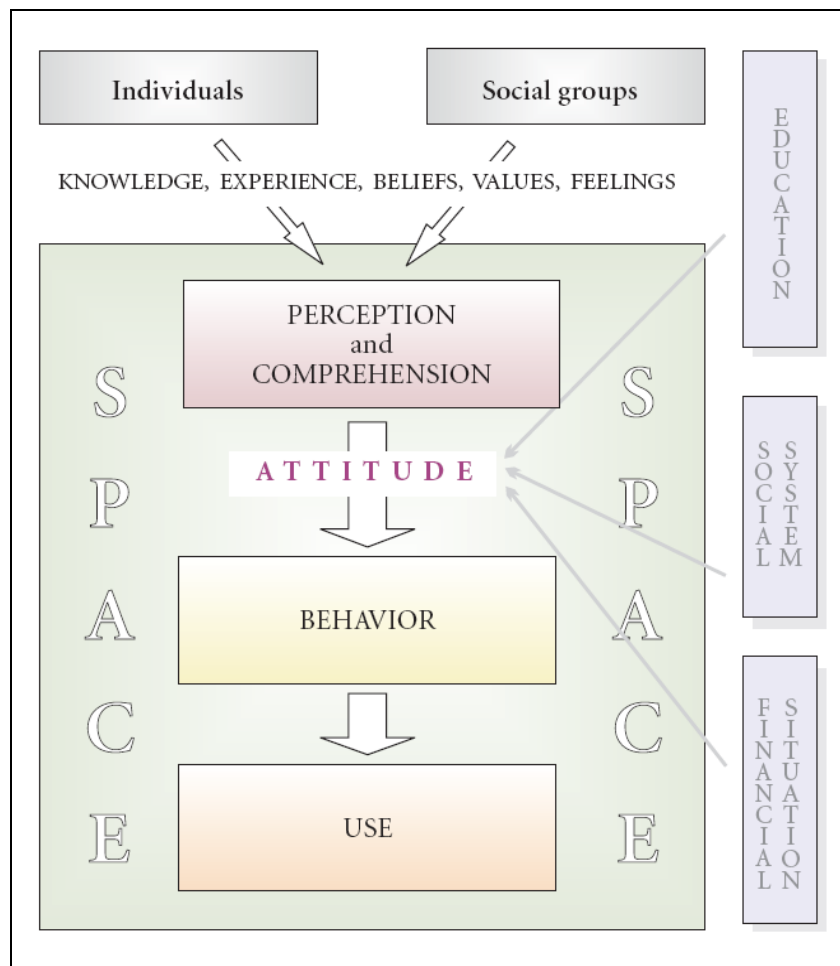 Individuals
Social groups
KNOWLEDGE, EXPERIENCE, BELIEFS, VALUES, FEELINGS
PERCEPTION
and
COMPREHENSION
ATTITUDE
BEHAVIOR
USE
SPACE
SPACE
EDUCATION
SOCIAL
SYSTEM
FINANCIAL
SITUATION